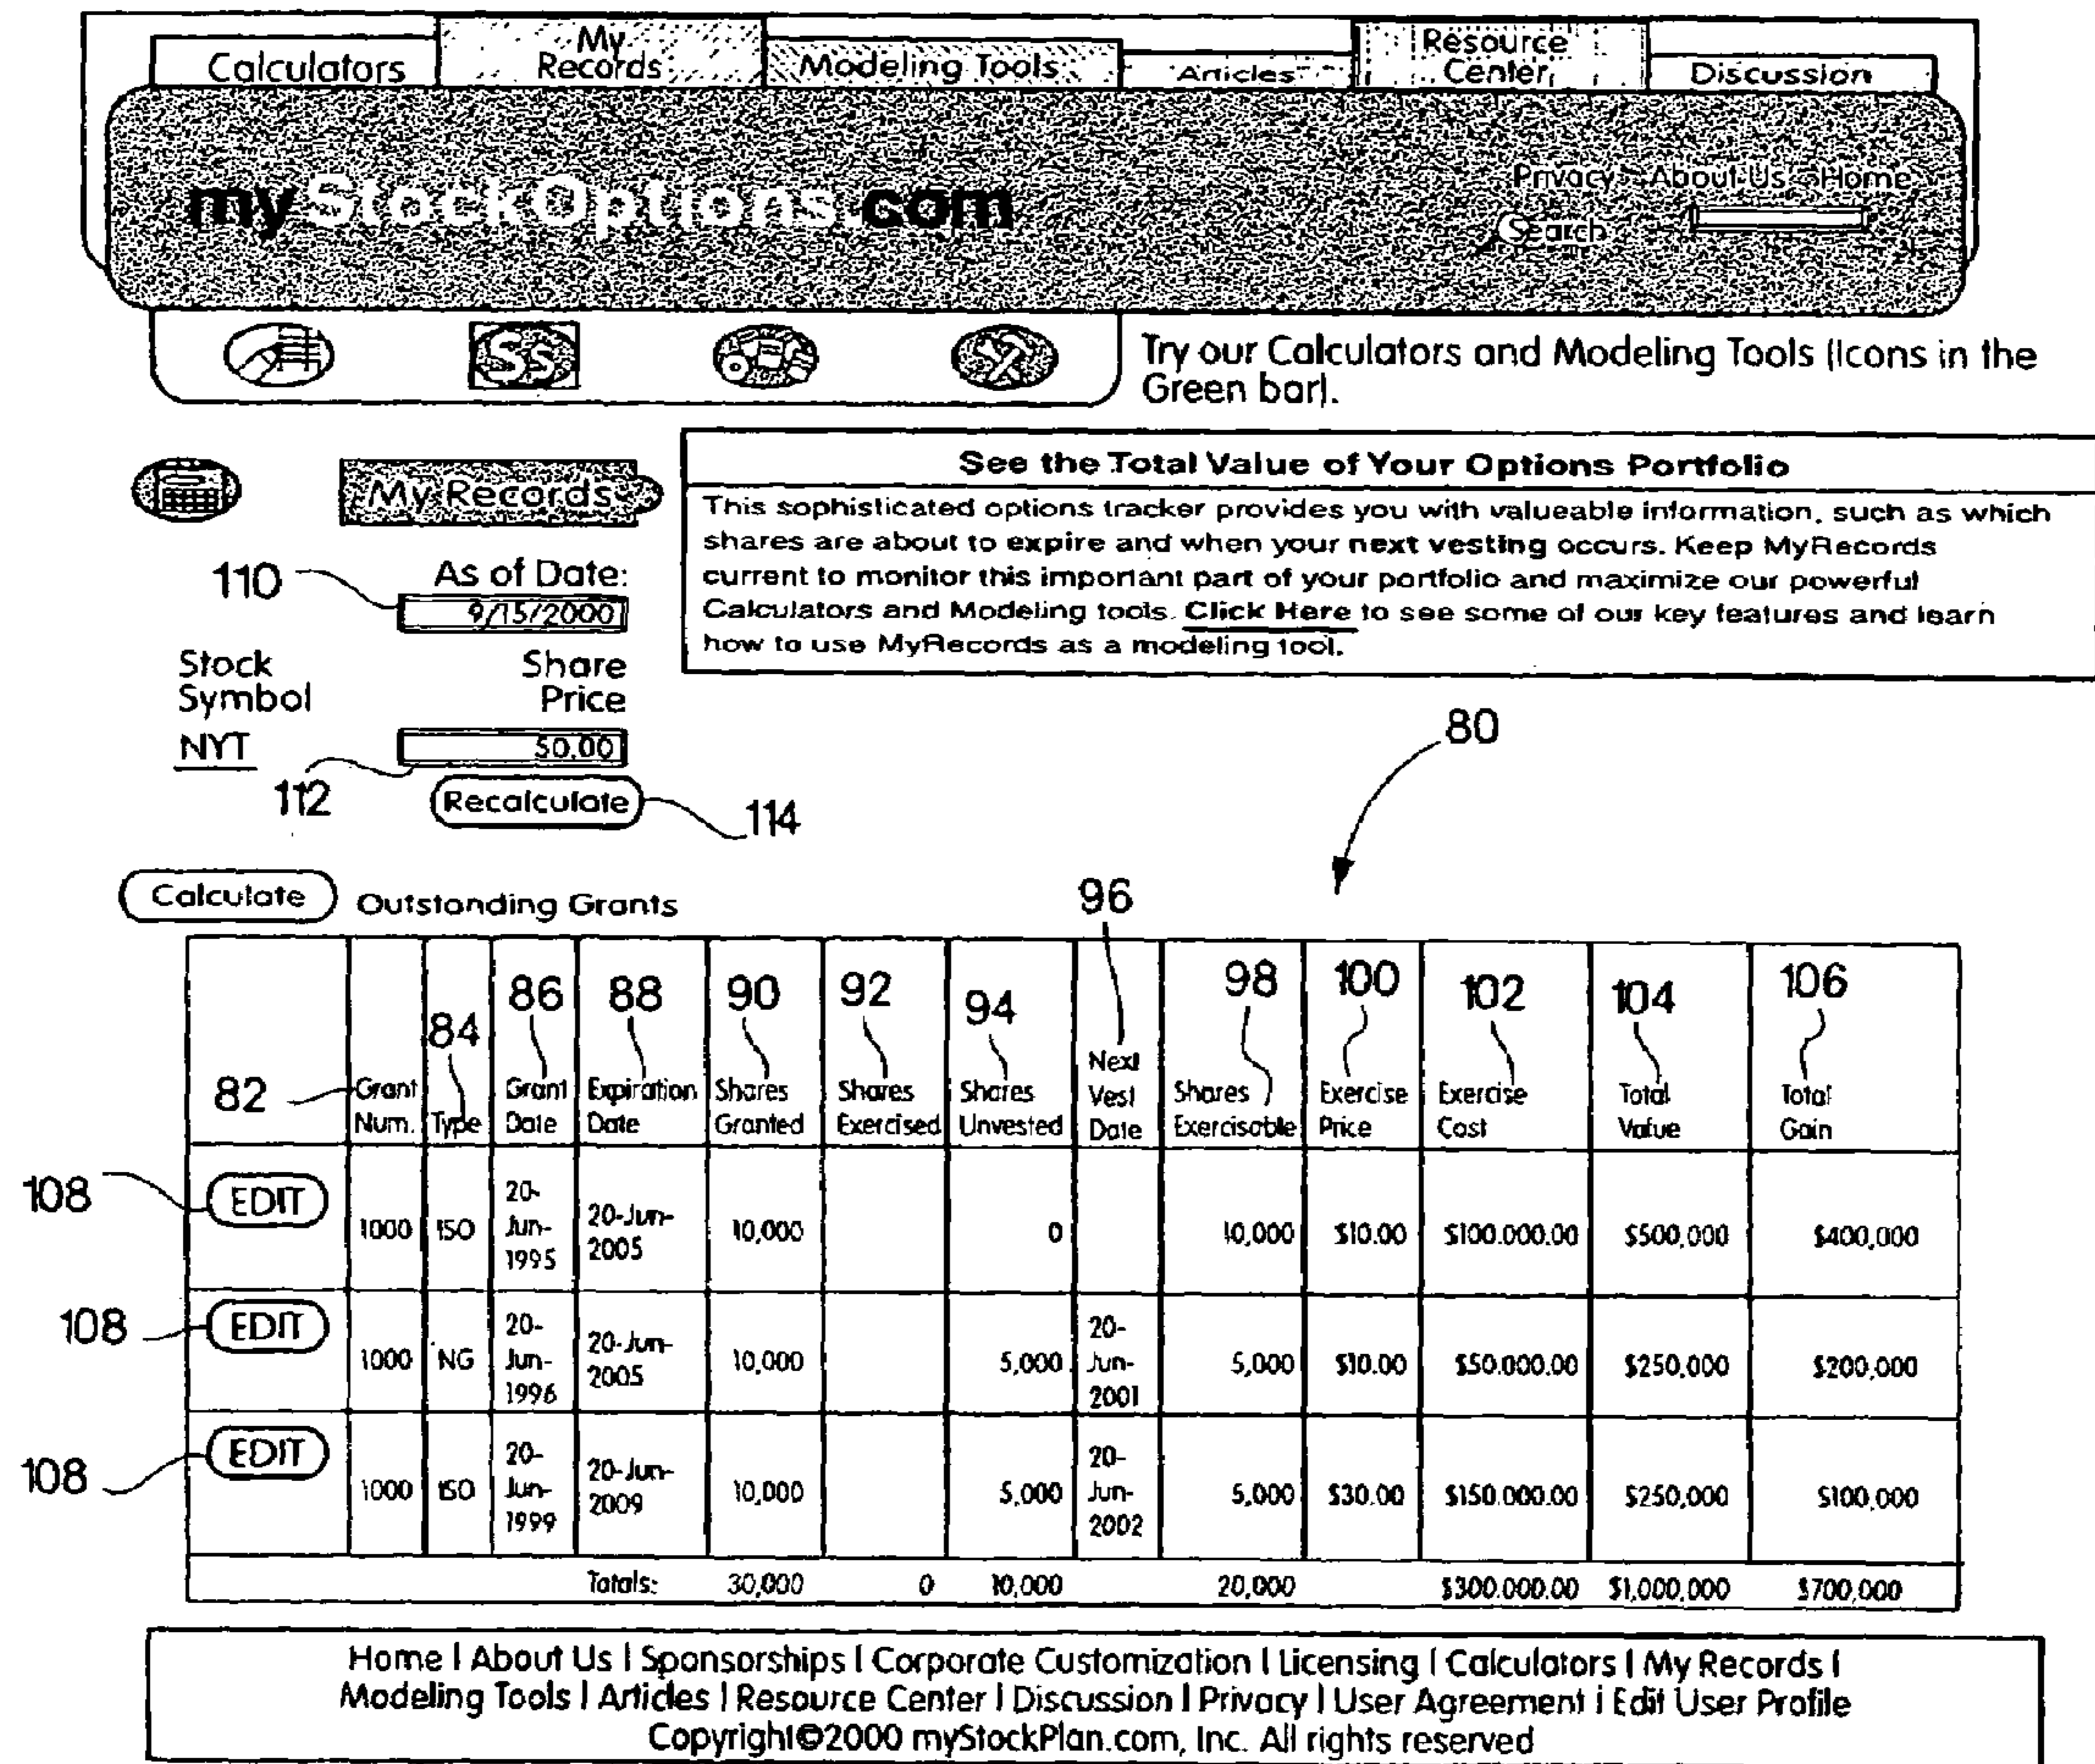 Calculators My Records Modeling Tools Articles Resource Center Discussion
myStockOptions.com
Privacy About Us Home
Search
Try our Calculators and Modeling Tools (Icons in the
Green bar).
Ss
My Records
See the Total Value of Your Options Portfolio
This sophisticated options tracker provides you with valueable information, such as which
shares are about to expire and when your next vesting occurs. Keep MyRecords
current to monitor this important part of your portfolio and maximize our powerful
Calculators and Modeling tools. Click Here to see some of our key features and learn
how to use MyRecords as a modeling tool.
110 As of Date:
9/15/2000
Stock Share
Symbol Price
NYT 50.00
112 Recalculate 114
80
Calculate Outstanding Grants
96
82 84 86 88 90 92 94 98 100 102 104 106
Grant Num. Type Grant Date Expiration Date Shares Granted Shares Exercised Shares Unvested Next Vest Date Shares Exercisable Exercise Price Exercise Cost Total Value Total Gain
108 EDIT 1000 ISO 20-Jun-1995 20-Jun-2005 10,000 0 10,000 $10.00 $100.000.00 $500,000 $400,000
108 EDIT 1000 NG 20-Jun-1996 20-Jun-2005 10,000 5,000 20-Jun-2001 5,000 $10.00 $50.000.00 $250,000 $200,000
108 EDIT 1000 ISO 20-Jun-1999 20-Jun-2009 10,000 5,000 20-Jun-2002 5,000 $30.00 $150.000.00 $250,000 $100,000
Totals: 30,000 0 10,000 20,000 $300.000.00 $1,000,000 $700,000
Home | About Us | Sponsorships | Corporate Customization | Licensing | Calculators | My Records |
Modeling Tools | Articles | Resource Center | Discussion | Privacy | User Agreement | Edit User Profile
Copyright©2000 myStockPlan.com, Inc. All rights reserved